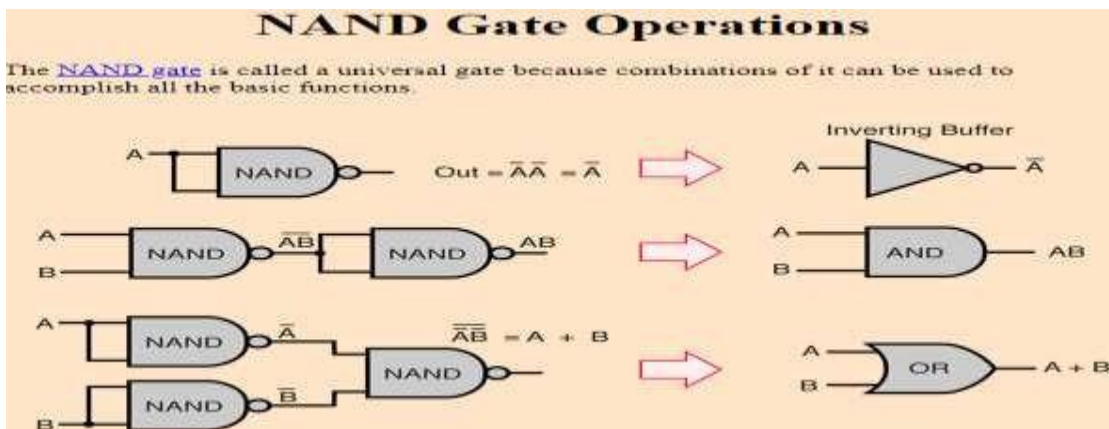 NAND Gate Operations
The NAND gate is called a universal gate because combinations of it can be used to
accomplish all the basic functions.
Inverting Buffer
A NAND Out = A̅A̅ = A̅ A A̅
A B NAND A̅B̅ NAND AB A B AND AB
A NAND A̅ B NAND B̅ NAND A̿B̿ = A + B A B OR A + B